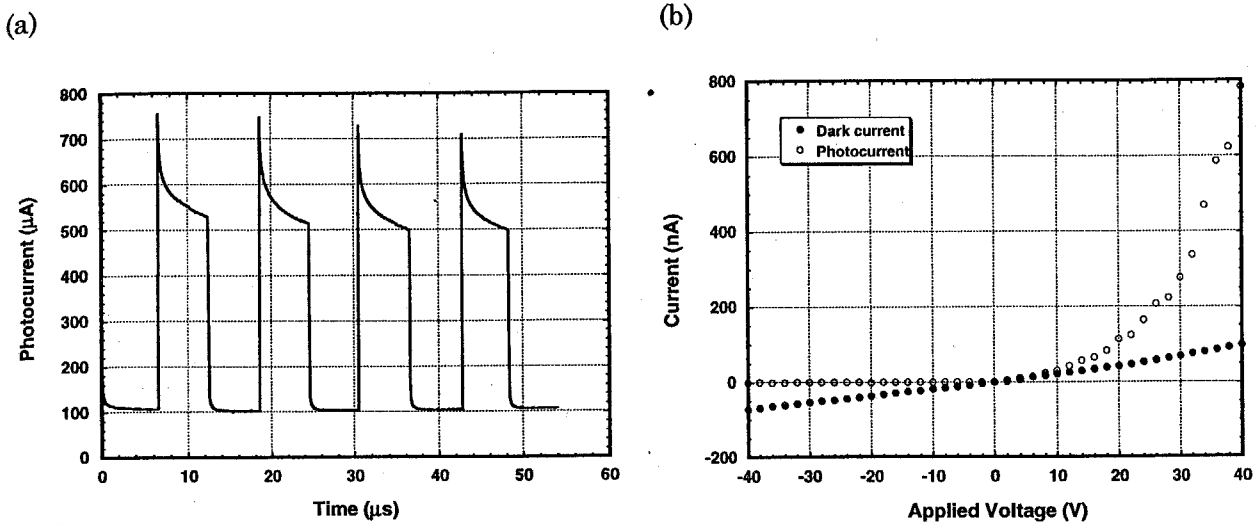 (a)
800
700
600
500
400
300
200
100
0
Photocurrent (µA)
0 10 20 30 40 50 60
Time (µs)
(b)
800
600
400
200
0
-200
Current (nA)
Dark current
Photocurrent
-40 -30 -20 -10 0 10 20 30 40
Applied Voltage (V)